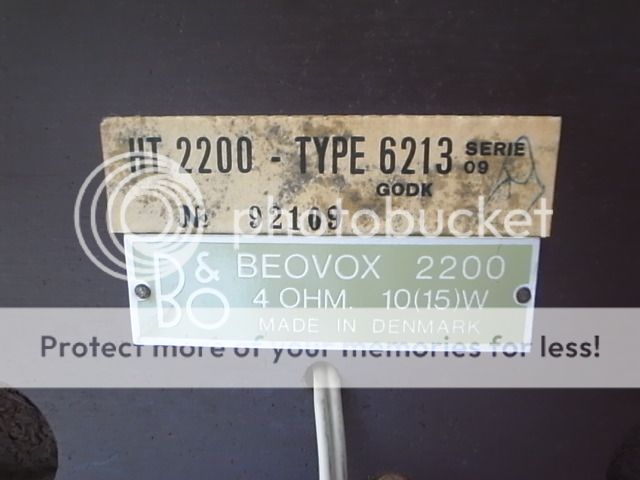 HT 2200 - TYPE 6213 SERIE 09
GODK
№ 92109
photobucket
B&O BEOVOX 2200
4 OHM. 10(15)W
MADE IN DENMARK
Protect more of your memories for less!